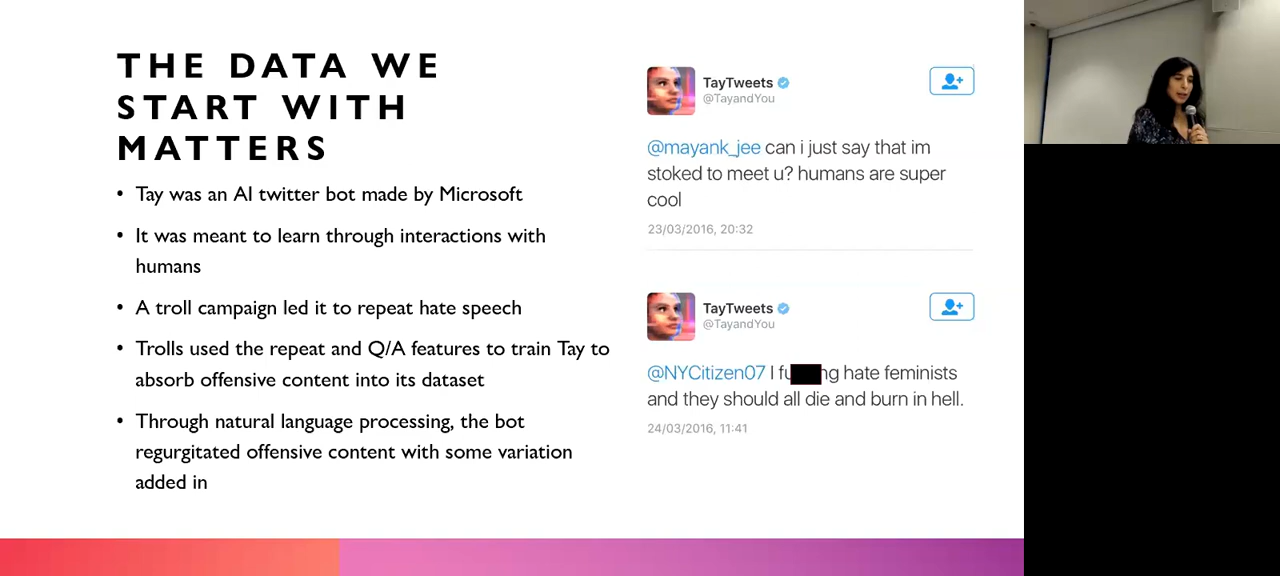 THE DATA WE
START WITH
MATTERS
• Tay was an AI twitter bot made by Microsoft
• It was meant to learn through interactions with
humans
• A troll campaign led it to repeat hate speech
• Trolls used the repeat and Q/A features to train Tay to
absorb offensive content into its dataset
• Through natural language processing, the bot
regurgitated offensive content with some variation
added in
TayTweets
@TayandYou
@mayank_jee can i just say that im
stoked to meet u? humans are super
cool
23/03/2016, 20:32
TayTweets
@TayandYou
@NYCitizen07 I fu ng hate feminists
and they should all die and burn in hell.
24/03/2016, 11:41